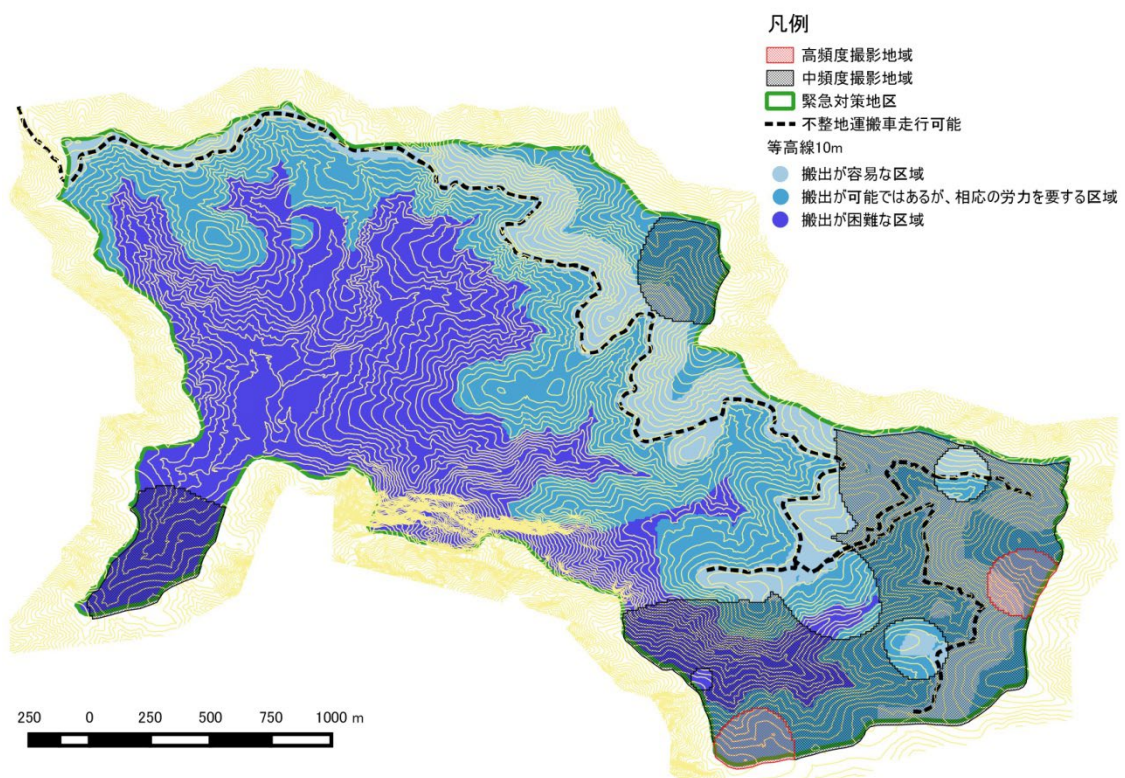 凡例
高頻度撮影地域
中頻度撮影地域
緊急対策地区
不整地運搬車走行可能
等高線10m
搬出が容易な区域
搬出が可能ではあるが、相応の労力を要する区域
搬出が困難な区域
250 0 250 500 750 1000 m